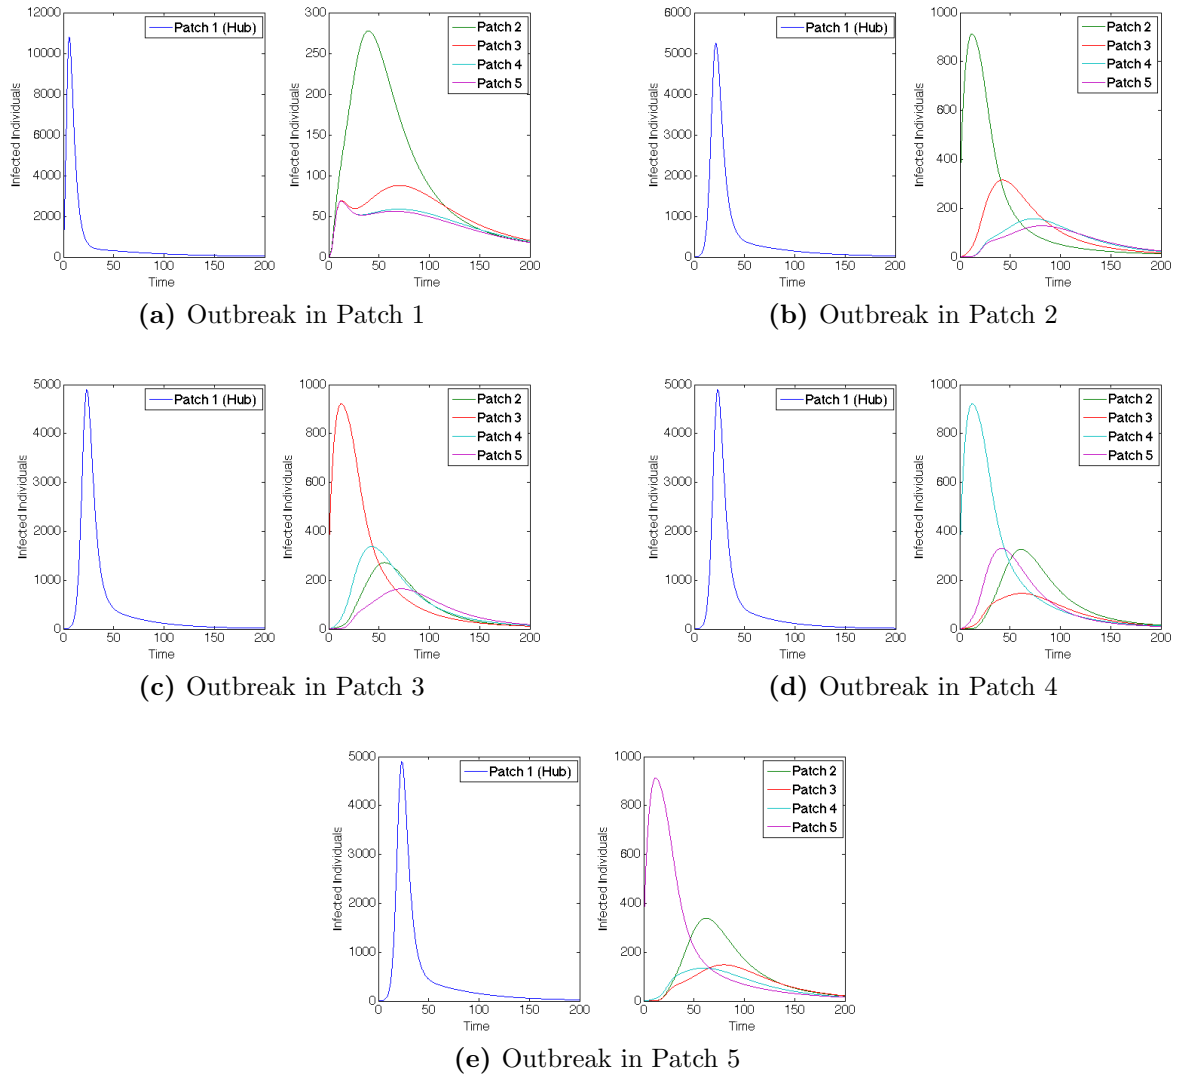 12000
10000
8000
6000
4000
2000
0
0
50
100
150
200
Infected Individuals
Time
Patch 1 (Hub)
300
250
200
150
100
50
0
0
50
100
150
200
Infected Individuals
Time
Patch 2
Patch 3
Patch 4
Patch 5
(a) Outbreak in Patch 1
6000
5000
4000
3000
2000
1000
0
0
50
100
150
200
Infected Individuals
Time
Patch 1 (Hub)
1000
800
600
400
200
0
0
50
100
150
200
Infected Individuals
Time
Patch 2
Patch 3
Patch 4
Patch 5
(b) Outbreak in Patch 2
5000
4000
3000
2000
1000
0
0
50
100
150
200
Infected Individuals
Time
Patch 1 (Hub)
1000
800
600
400
200
0
0
50
100
150
200
Infected Individuals
Time
Patch 2
Patch 3
Patch 4
Patch 5
(c) Outbreak in Patch 3
5000
4000
3000
2000
1000
0
0
50
100
150
200
Infected Individuals
Time
Patch 1 (Hub)
1000
800
600
400
200
0
0
50
100
150
200
Infected Individuals
Time
Patch 2
Patch 3
Patch 4
Patch 5
(d) Outbreak in Patch 4
5000
4000
3000
2000
1000
0
0
50
100
150
200
Infected Individuals
Time
Patch 1 (Hub)
1000
800
600
400
200
0
0
50
100
150
200
Infected Individuals
Time
Patch 2
Patch 3
Patch 4
Patch 5
(e) Outbreak in Patch 5